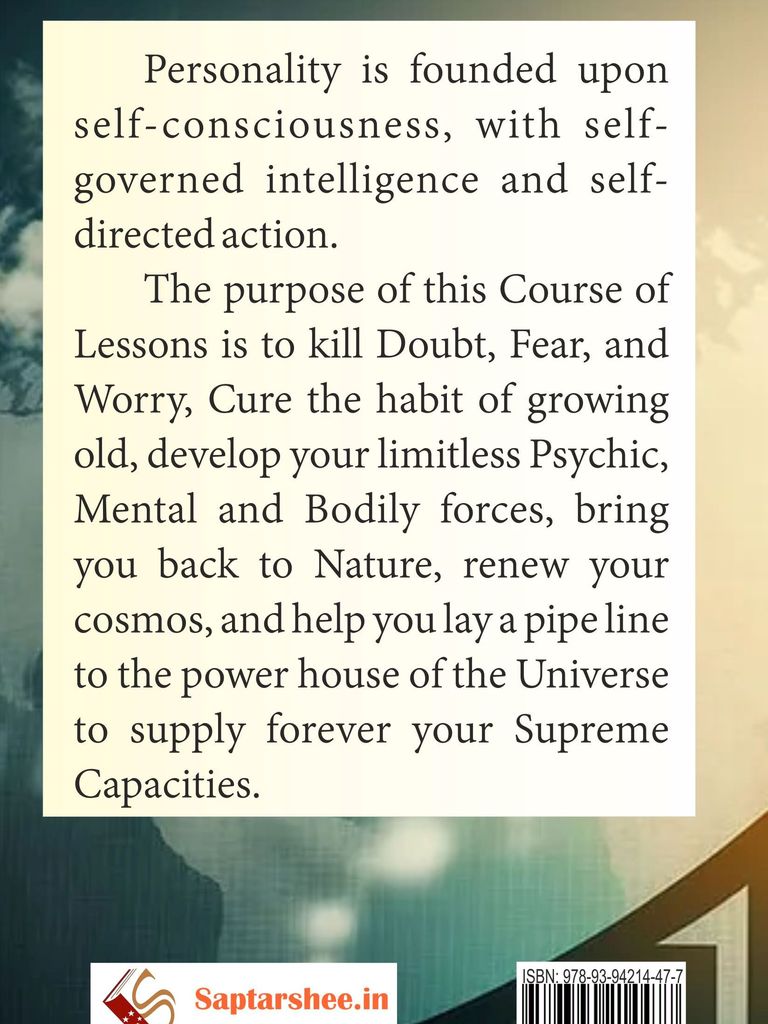 Personality is founded upon
self-consciousness, with self-
governed intelligence and self-
directed action.
The purpose of this Course of
Lessons is to kill Doubt, Fear, and
Worry, Cure the habit of growing
old, develop your limitless Psychic,
Mental and Bodily forces, bring
you back to Nature, renew your
cosmos, and help you lay a pipe line
to the power house of the Universe
to supply forever your Supreme
Capacities.
Saptarshee.in
ISBN: 978-93-94214-47-7